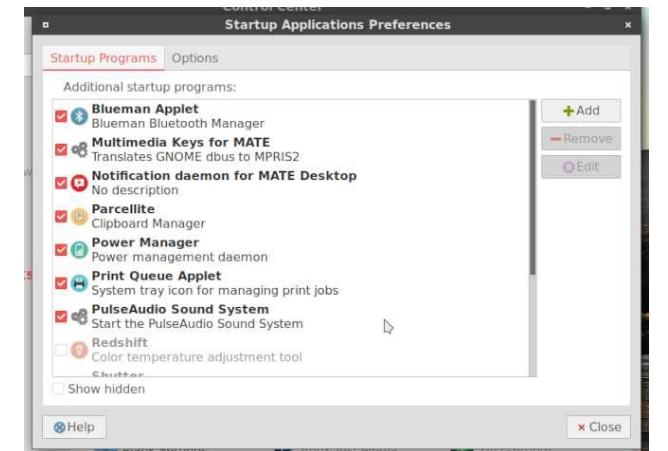 Control Center
Startup Applications Preferences
Startup Programs Options
Additional startup programs:
Blueman Applet
Blueman Bluetooth Manager
Multimedia Keys for MATE
Translates GNOME dbus to MPRIS2
Notification daemon for MATE Desktop
No description
Parcellite
Clipboard Manager
Power Manager
Power management daemon
Print Queue Applet
System tray icon for managing print jobs
PulseAudio Sound System
Start the PulseAudio Sound System
Redshift
Color temperature adjustment tool
Shutter
Add
Remove
Edit
Show hidden
Help
Close